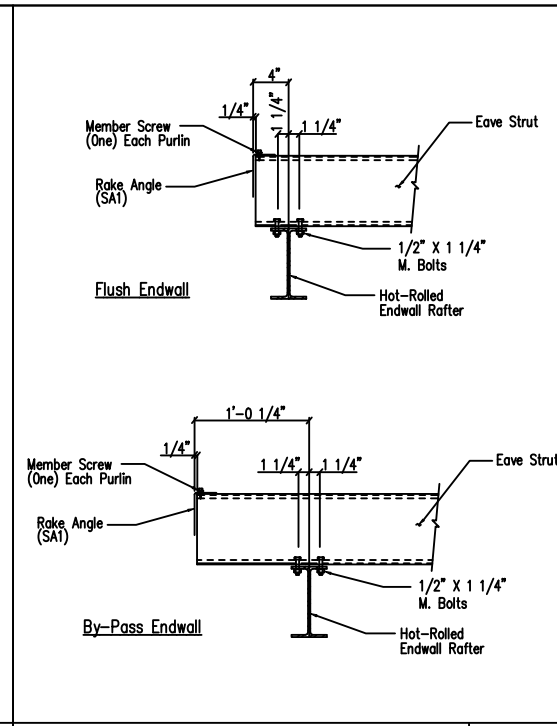 4"
1/4"
1 1/4"
1 1/4"
Member Screw
(One) Each Purlin
Eave Strut
Rake Angle
(SA1)
1/2" X 1 1/4"
M. Bolts
Flush Endwall
Hot-Rolled
Endwall Rafter
1'-0 1/4"
1/4"
1 1/4"
1 1/4"
Member Screw
(One) Each Purlin
Eave Strut
Rake Angle
(SA1)
1/2" X 1 1/4"
M. Bolts
By-Pass Endwall
Hot-Rolled
Endwall Rafter